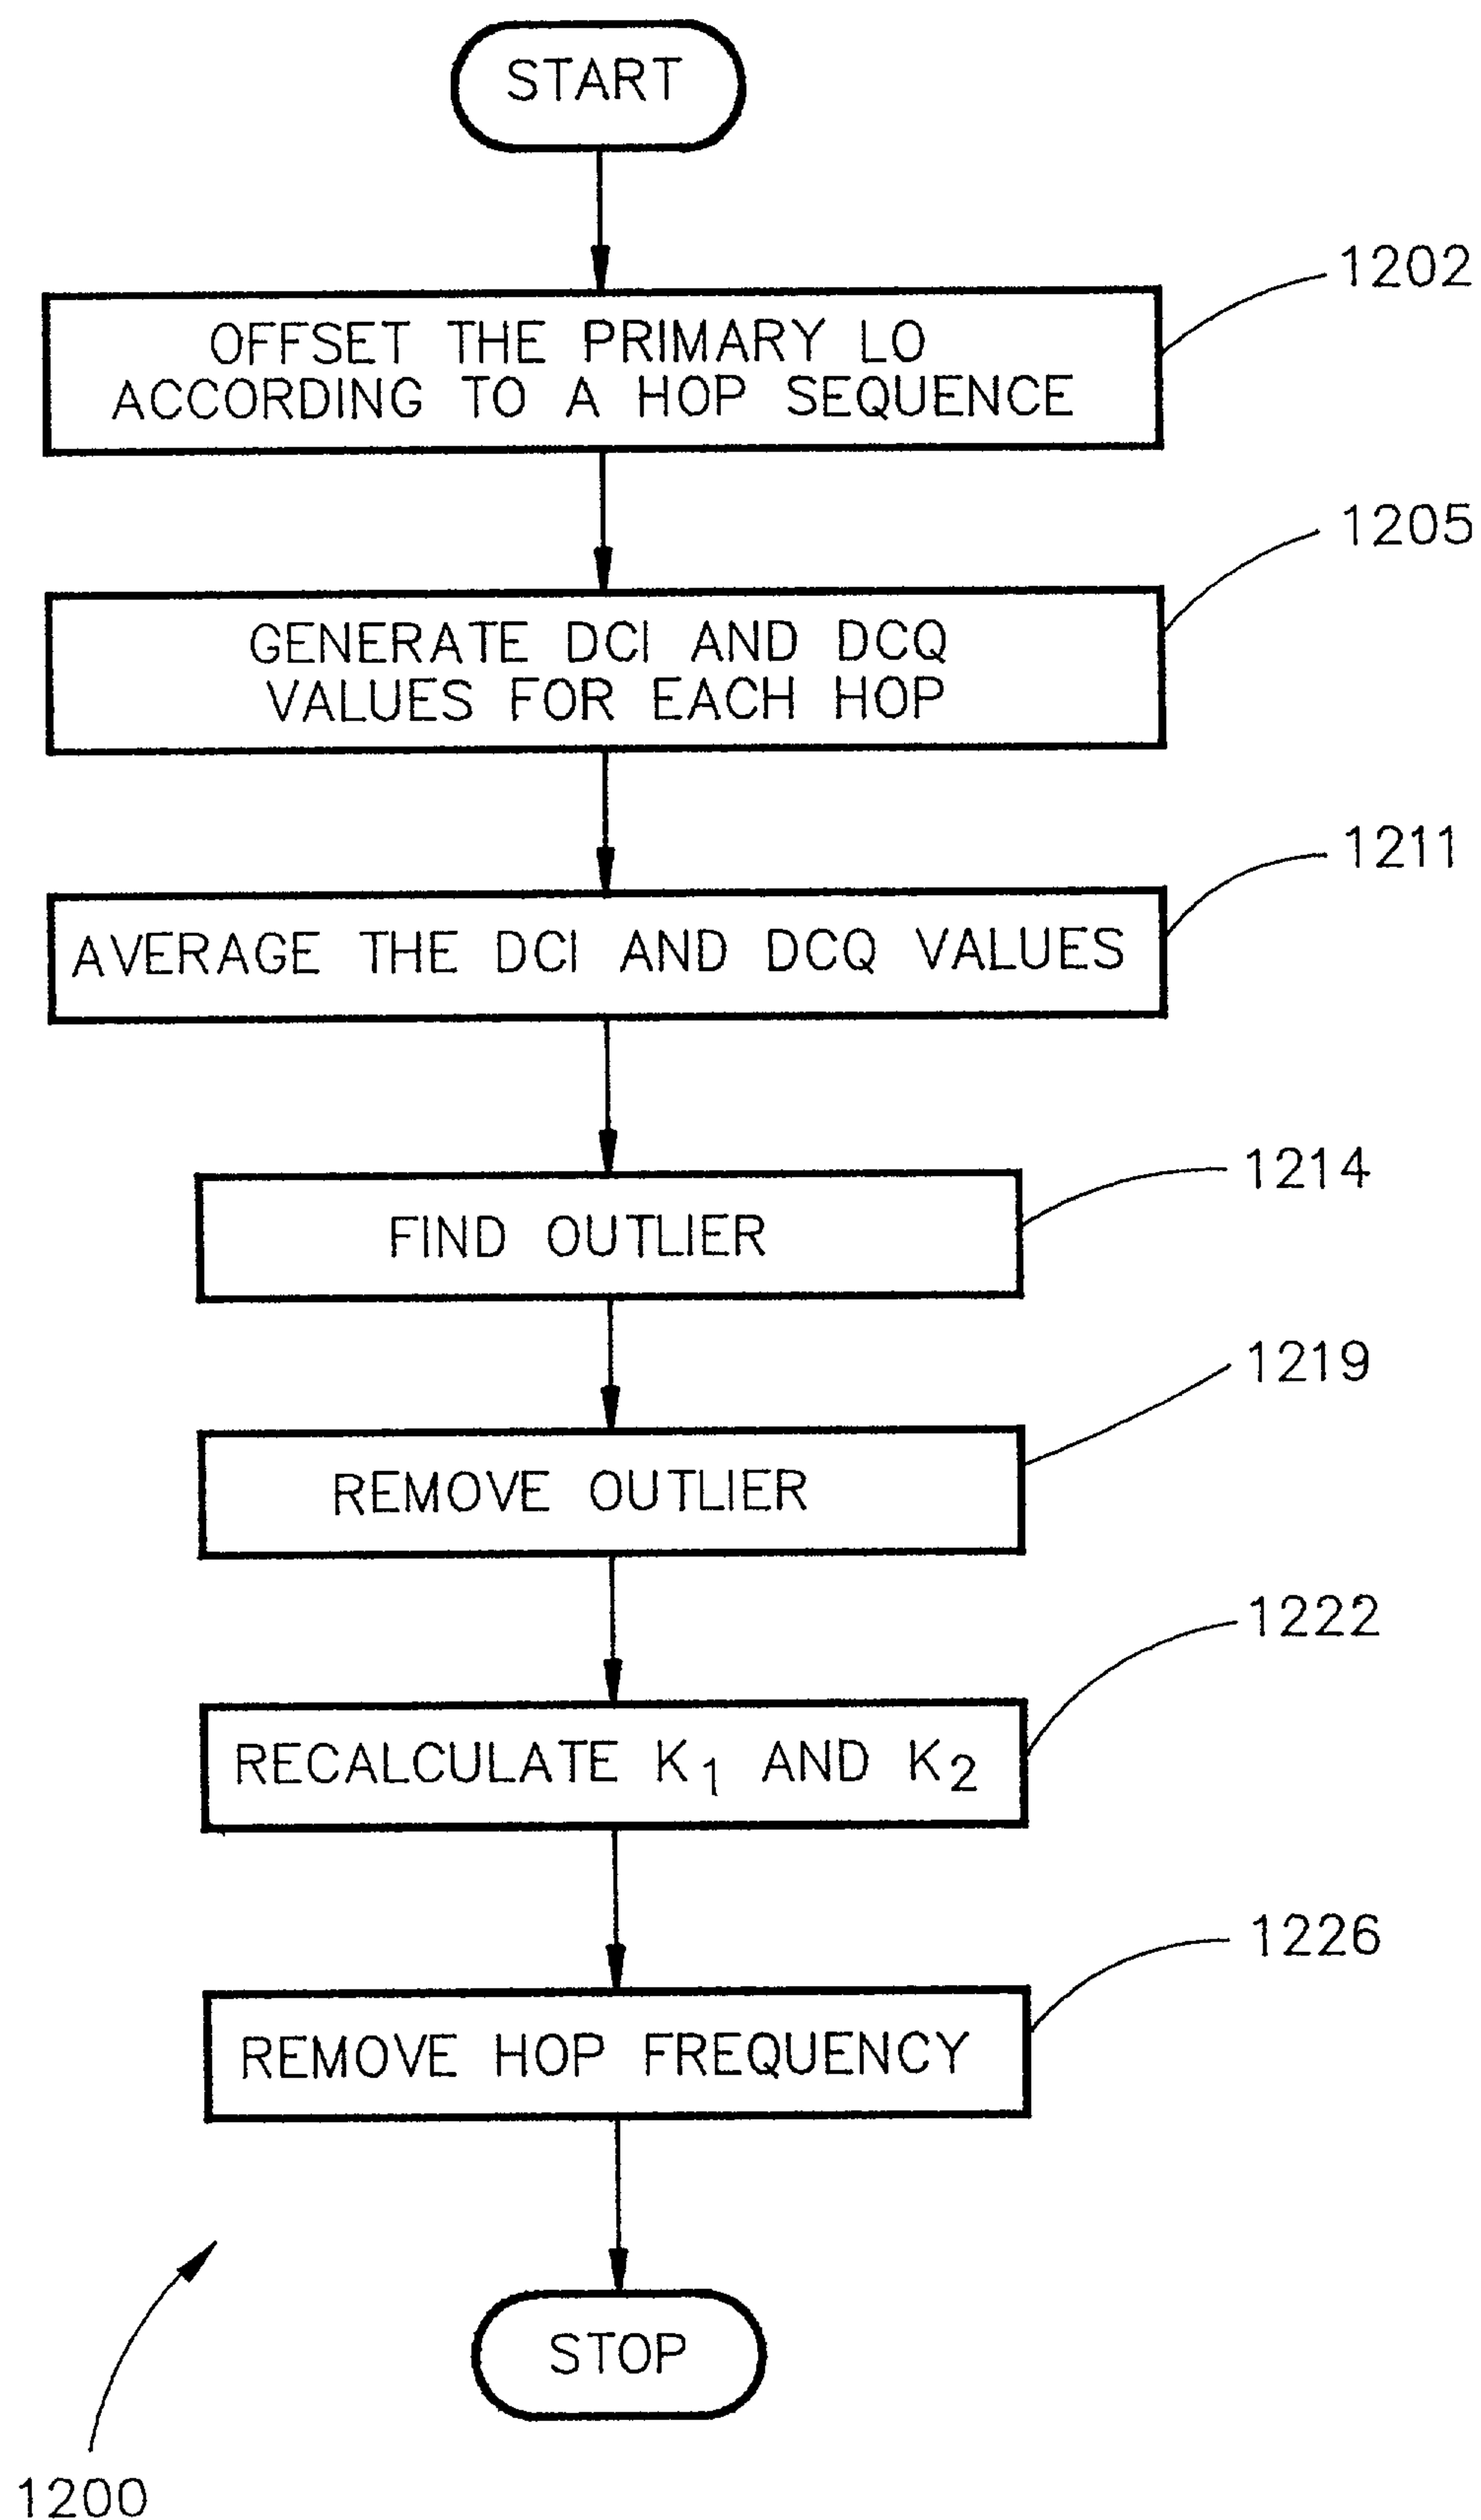 START
1202
OFFSET THE PRIMARY LO
ACCORDING TO A HOP SEQUENCE
1205
GENERATE DCI AND DCQ
VALUES FOR EACH HOP
1211
AVERAGE THE DCI AND DCQ VALUES
1214
FIND OUTLIER
1219
REMOVE OUTLIER
1222
RECALCULATE K1 AND K2
1226
REMOVE HOP FREQUENCY
STOP
1200